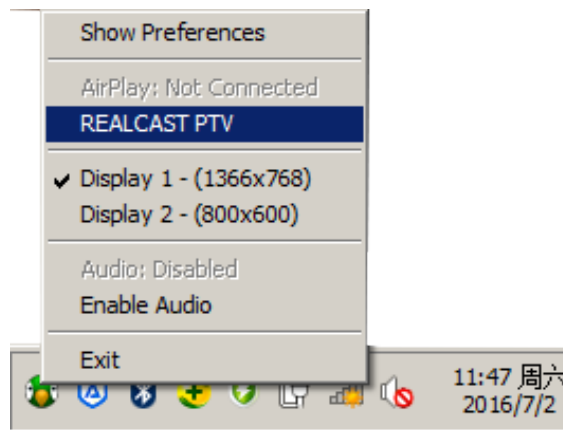 Show Preferences
AirPlay: Not Connected
REALCAST PTV
Display 1 - (1366x768)
Display 2 - (800x600)
Audio: Disabled
Enable Audio
Exit
11:47 周六
2016/7/2